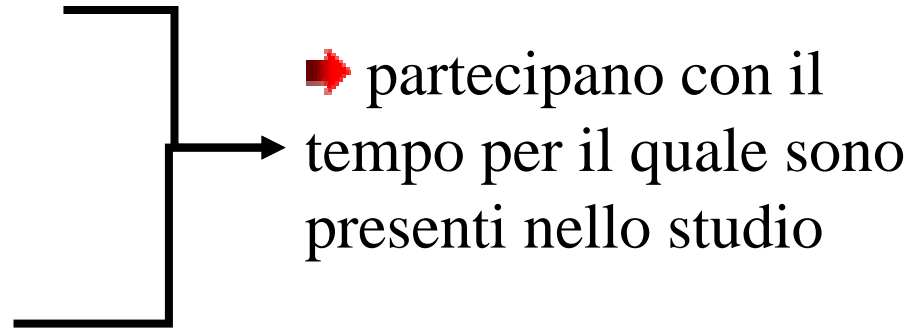 partecipano con il
tempo per il quale sono
presenti nello studio